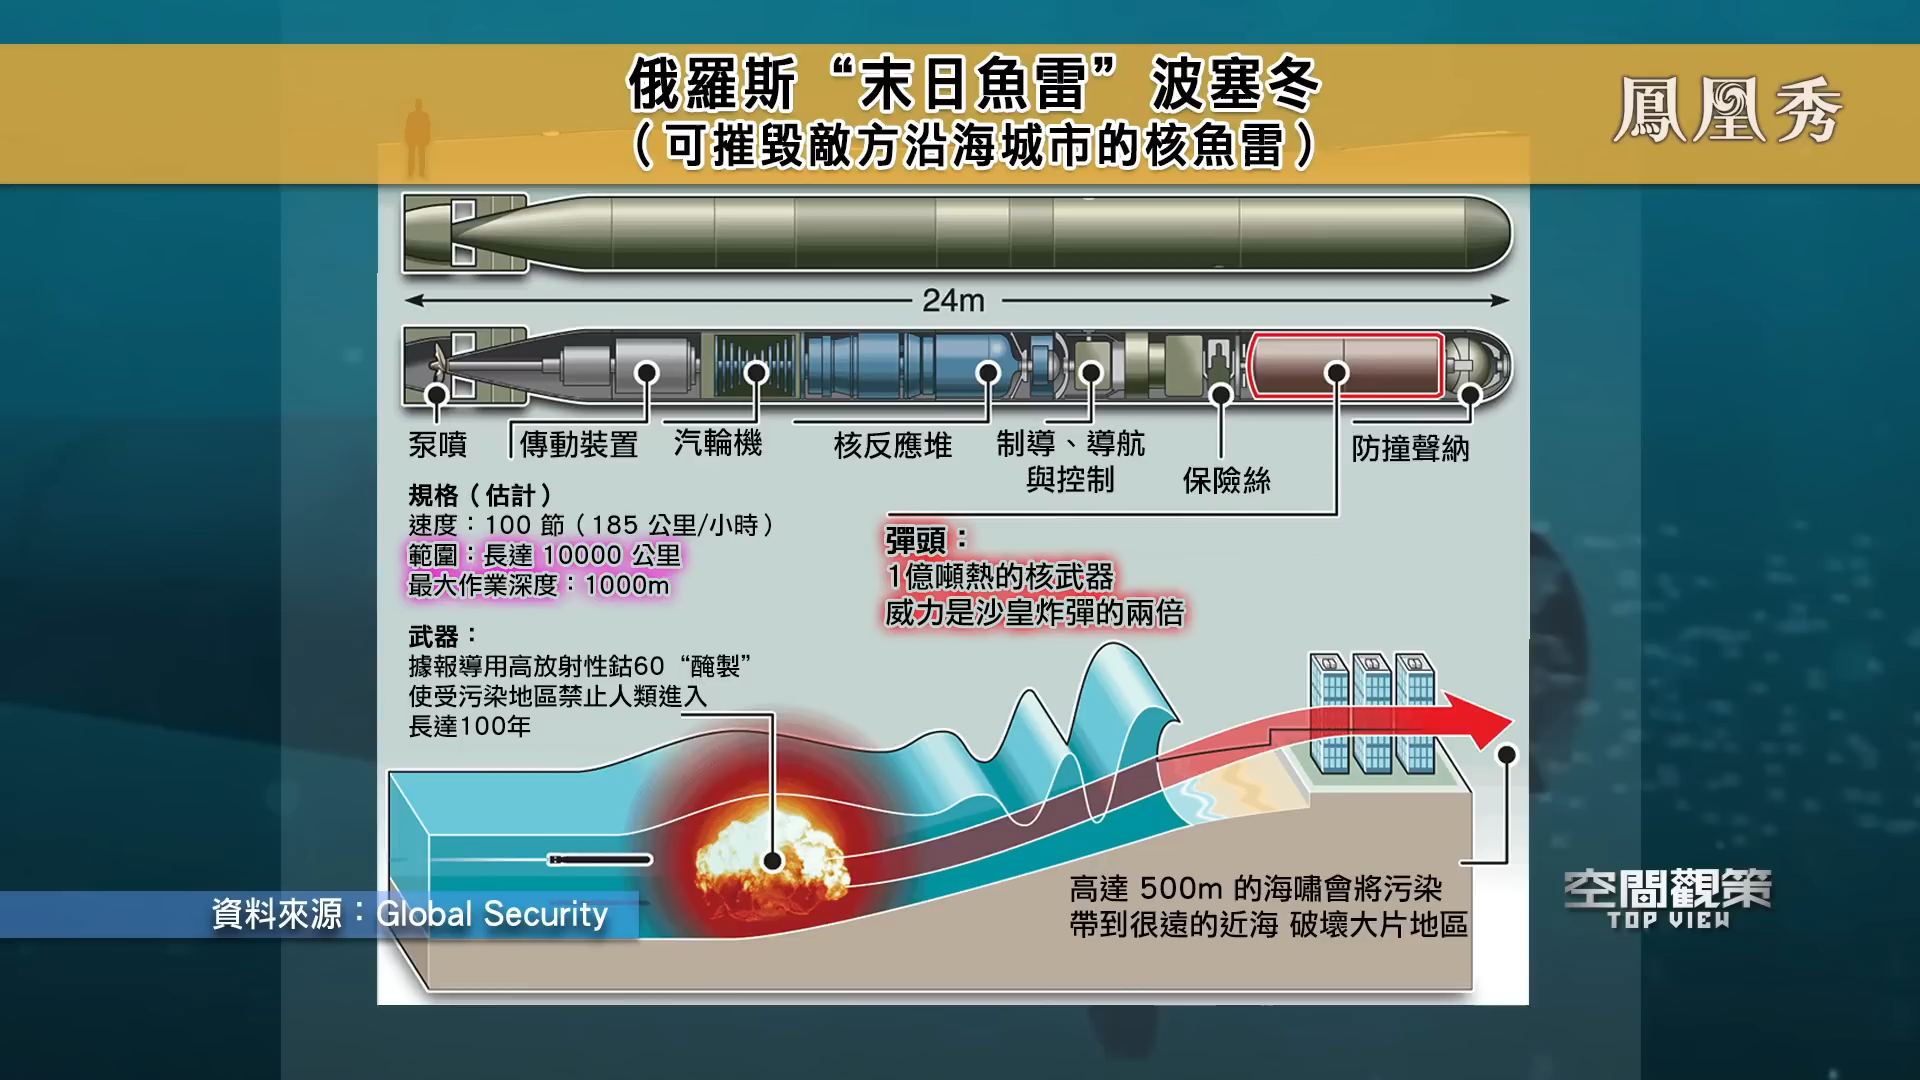 俄羅斯“末日魚雷”波塞冬
（可摧毀敵方沿海城市的核魚雷）
鳳凰秀
24m
泵噴
傳動裝置
汽輪機
核反應堆
制導、導航
與控制
保險絲
防撞聲納
規格（估計）
速度：100 節（185 公里/小時）
範圍：長達 10000 公里
最大作業深度：1000m
彈頭：
1億噸熱的核武器
威力是沙皇炸彈的兩倍
武器：
據報導用高放射性鈷60“醃製”
使受污染地區禁止人類進入
長達100年
高達 500m 的海嘯會將污染
帶到很遠的近海 破壞大片地區
資料來源：Global Security
空間觀策
TOP VIEW